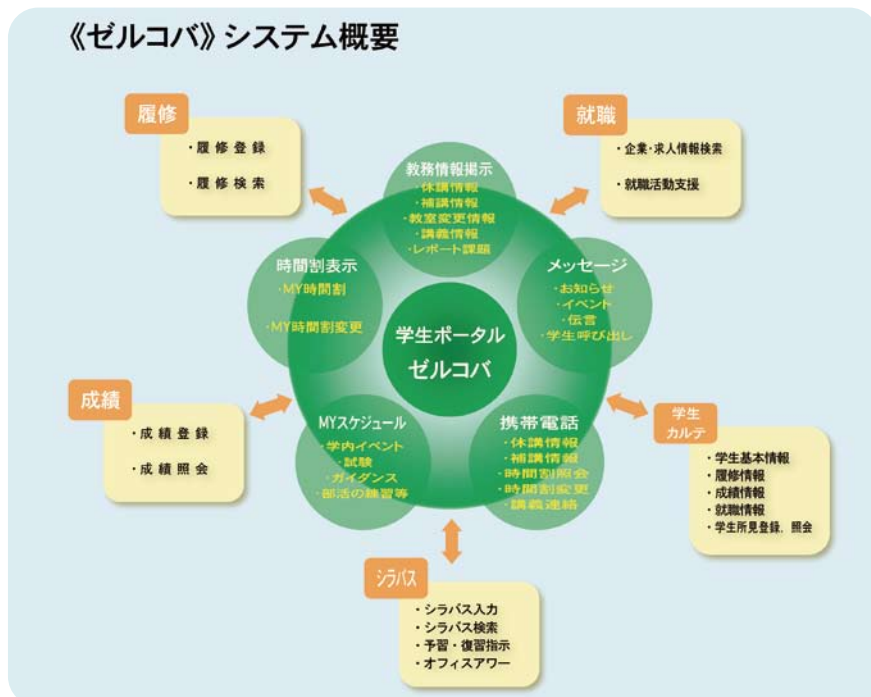 《ゼルコバ》システム概要
履修
・履修登録
・履修検索
就職
・企業・求人情報検索
・就職活動支援
教務情報掲示
・休講情報
・補講情報
・教室変更情報
・講義情報
・レポート課題
時間割表示
・MY時間割
・MY時間割変更
メッセージ
・お知らせ
・イベント
・伝言
・学生呼び出し
学生ポータル
ゼルコバ
成績
・成績登録
・成績照会
MYスケジュール
・学内イベント
・試験
・ガイダンス
・部活の練習等
携帯電話
・休講情報
・補講情報
・時間割照会
・時間割変更
・講義連絡
学生
カルテ
・学生基本情報
・履修情報
・成績情報
・就職情報
・学生所見登録、照会
シラバス
・シラバス入力
・シラバス検索
・予習・復習指示
・オフィスアワー